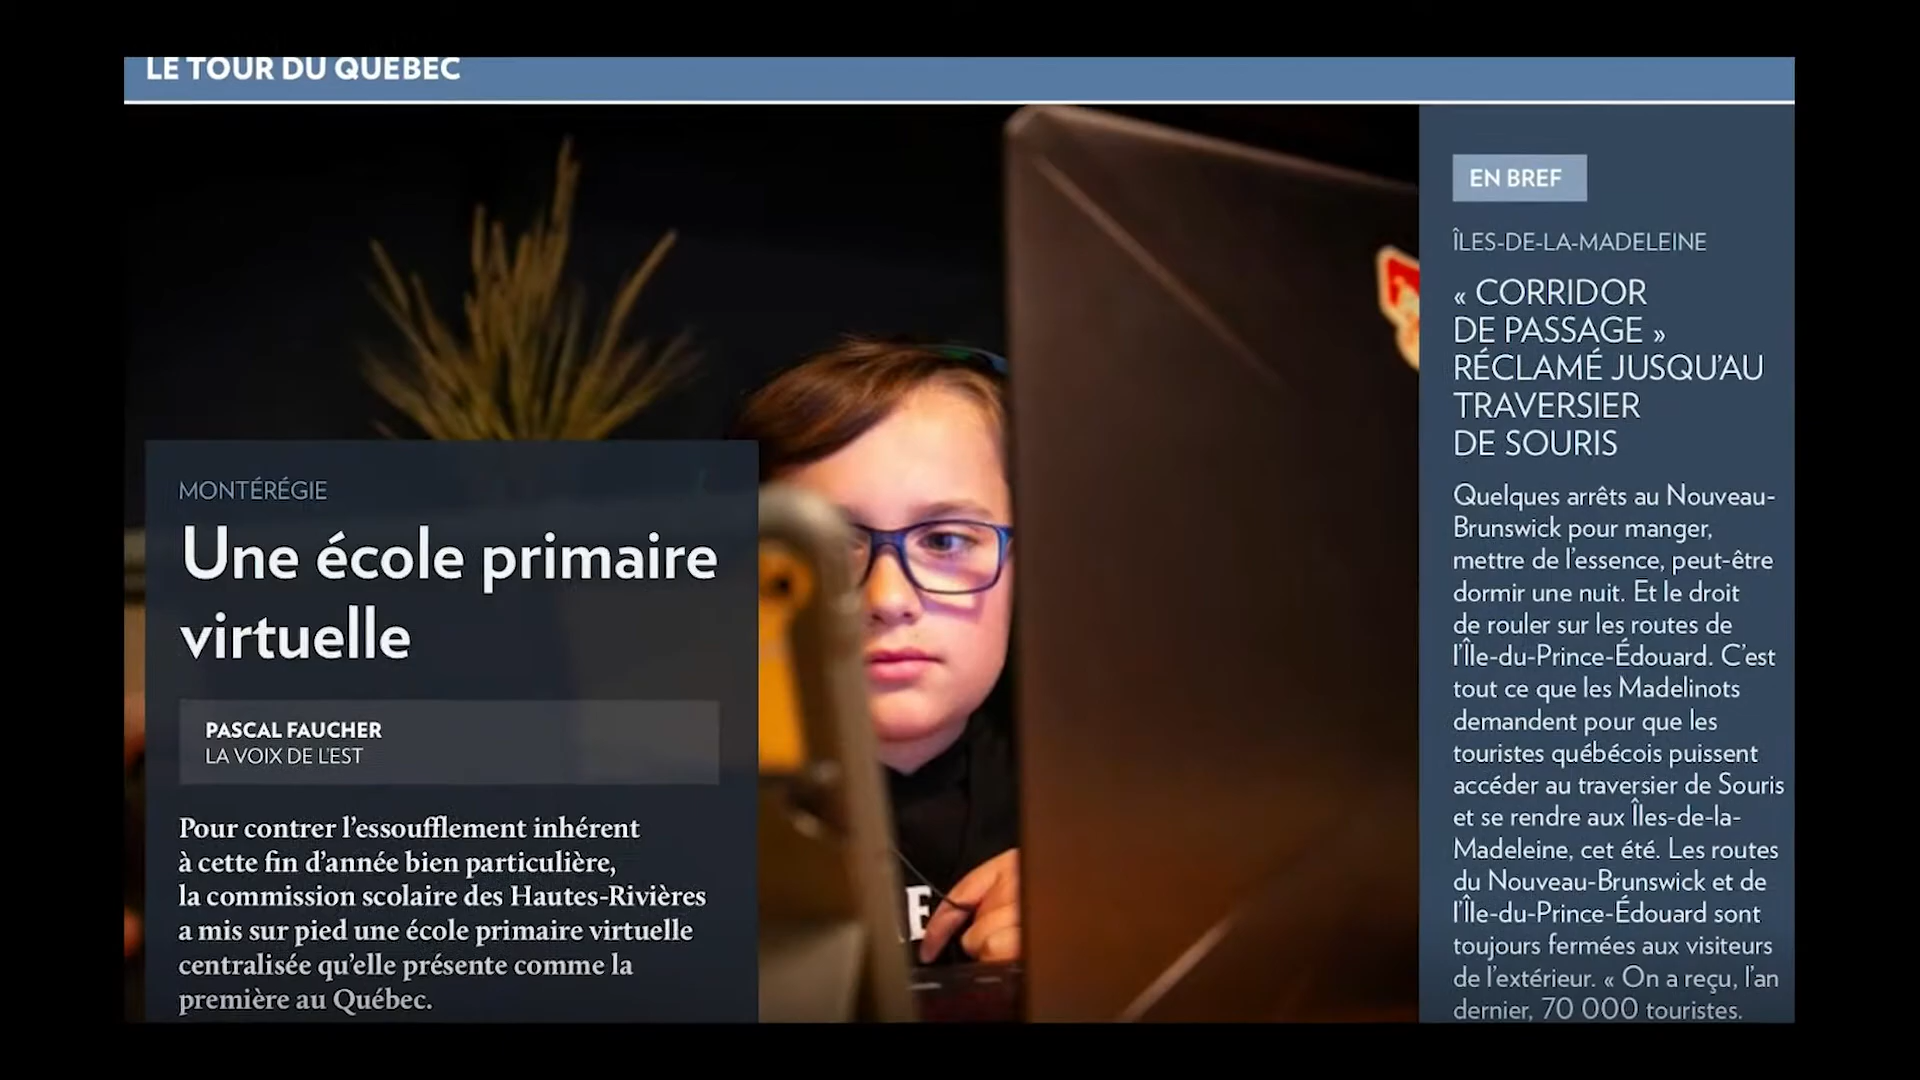 LE TOUR DU QUÉBEC
MONTÉRÉGIE
Une école primaire
virtuelle
PASCAL FAUCHER
LA VOIX DE L'EST
Pour contrer l'essoufflement inhérent
à cette fin d'année bien particulière,
la commission scolaire des Hautes-Rivières
a mis sur pied une école primaire virtuelle
centralisée qu'elle présente comme la
première au Québec.
EN BREF
ÎLES-DE-LA-MADELEINE
« CORRIDOR
DE PASSAGE »
RÉCLAMÉ JUSQU'AU
TRAVERSIER
DE SOURIS
Quelques arrêts au Nouveau-
Brunswick pour manger,
mettre de l'essence, peut-être
dormir une nuit. Et le droit
de rouler sur les routes de
l'Île-du-Prince-Édouard. C'est
tout ce que les Madelinots
demandent pour que les
touristes québécois puissent
accéder au traversier de Souris
et se rendre aux Îles-de-la-
Madeleine, cet été. Les routes
du Nouveau-Brunswick et de
l'Île-du-Prince-Édouard sont
toujours fermées aux visiteurs
de l'extérieur. « On a reçu, l'an
dernier, 70 000 touristes.